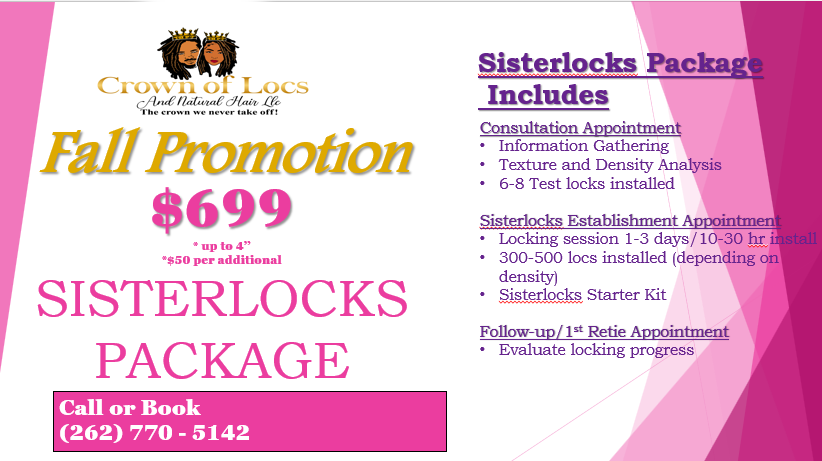 Crown of Locs
And Natural Hair Llc
The crown we never take off!
Fall Promotion
$699
* up to 4”
*$50 per additional
SISTERLOCKS
PACKAGE
Call or Book
(262) 770 - 5142
Sisterlocks Package
Includes
Consultation Appointment
• Information Gathering
• Texture and Density Analysis
• 6-8 Test locks installed
Sisterlocks Establishment Appointment
• Locking session 1-3 days/10-30 hr install
• 300-500 locs installed (depending on
density)
• Sisterlocks Starter Kit
Follow-up/1st Retie Appointment
• Evaluate locking progress